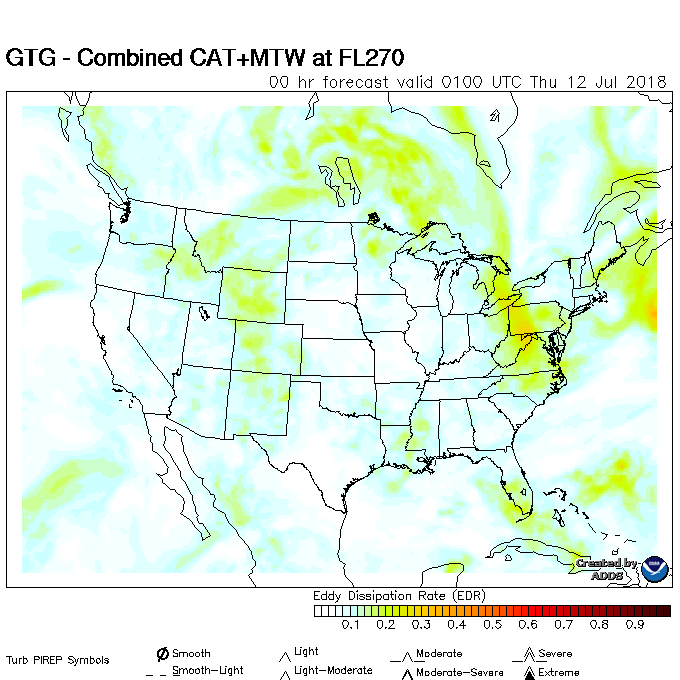 GTG - Combined CAT+MTW at FL270
00 hr forecast valid 0100 UTC Thu 12 Jul 2018
Created by
ADDS
Eddy Dissipation Rate (EDR)
0.1 0.2 0.3 0.4 0.5 0.6 0.7 0.8 0.9
Turb PIREP Symbols
Smooth Light Moderate Severe
Smooth-Light Light-Moderate Moderate-Severe Extreme